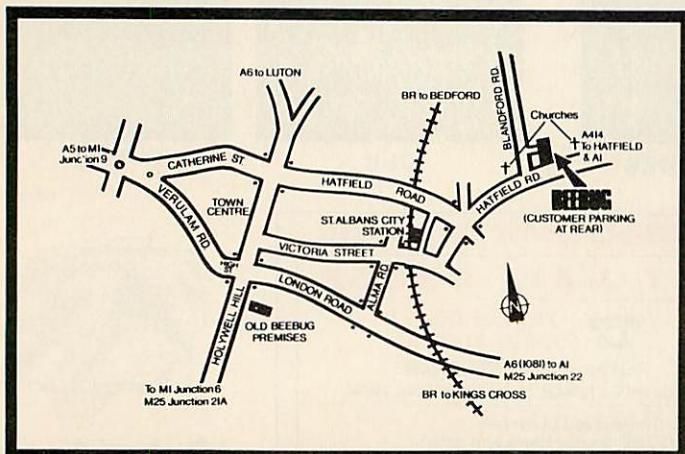 A6 to LUTON
BR to BEDFORD
BLANDFORD RD.
Churches
A414
To HATFIELD
& A1
A5 to M1
Junction 9
CATHERINE ST.
HATFIELD ROAD
HATFIELD RD.
BEEBUG
(CUSTOMER PARKING
AT REAR)
VERULAM RD.
TOWN
CENTRE
ST. ALBANS CITY
STATION
VICTORIA STREET
HIGH
ST.
LONDON ROAD
ALMA RD.
N
HOLYWELL HILL
OLD BEEBUG
PREMISES
To M1 Junction 6
M25 Junction 21A
A6 (1081) to A1
M25 Junction 22
BR to KINGS CROSS